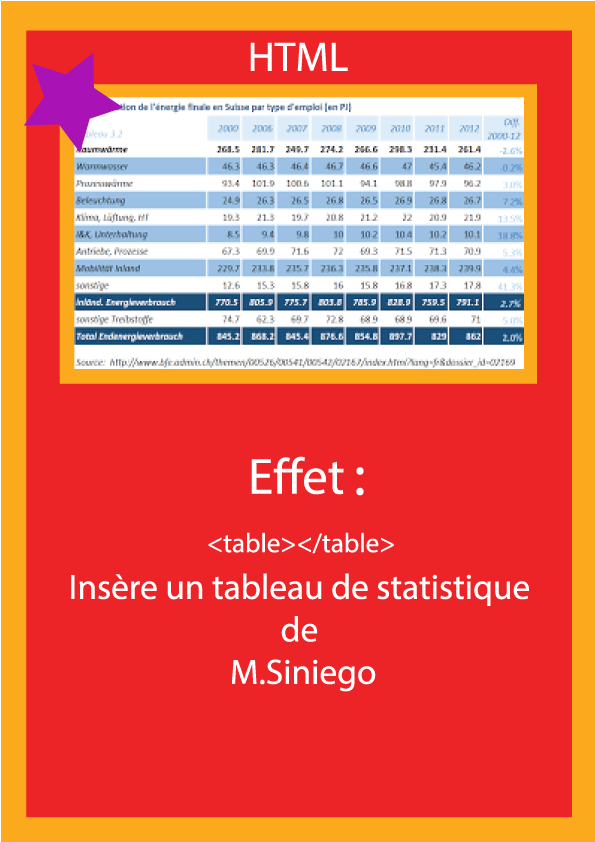 HTML
tion de l'énergie finale en Suisse par type d'emploi (en PJ)
tableau 3.2 2000 2006 2007 2008 2009 2010 2011 2012 Diff. 2000-12
Raumwärme 268.5 281.7 249.7 274.2 266.6 298.3 231.4 261.4 -2.6%
Warmwasser 46.3 46.3 46.4 46.7 46.6 47 45.4 46.2 -0.2%
Prozesswärme 93.4 101.9 100.6 101.1 94.1 98.8 97.9 96.2 3.0%
Beleuchtung 24.9 26.3 26.5 26.8 26.5 26.9 26.8 26.7 7.2%
Klima, Lüftung, HT 19.3 21.3 19.7 20.8 21.2 22 20.9 21.9 13.5%
I&K, Unterhaltung 8.5 9.4 9.8 10 10.2 10.4 10.2 10.1 18.8%
Antriebe, Prozesse 67.3 69.9 71.6 72 69.3 71.5 71.3 70.9 5.3%
Mobilität Inland 229.7 233.8 235.7 236.3 235.8 237.1 238.3 239.9 4.4%
sonstige 12.6 15.3 15.8 16 15.8 16.8 17.3 17.8 41.3%
inländ. Energieverbrauch 770.5 805.9 775.7 803.8 785.9 828.9 759.5 791.1 2.7%
sonstige Treibstoffe 74.7 62.3 69.7 72.8 68.9 68.9 69.6 71 -5.0%
Total Endenergieverbrauch 845.2 868.2 845.4 876.6 854.8 897.7 829 862 2.0%
Source: http://www.bfe.admin.ch/themen/00526/00541/00542/02167/index.html?lang=fr&dossier_id=02169
Effet :
<table></table>
Insère un tableau de statistique
de
M.Siniego